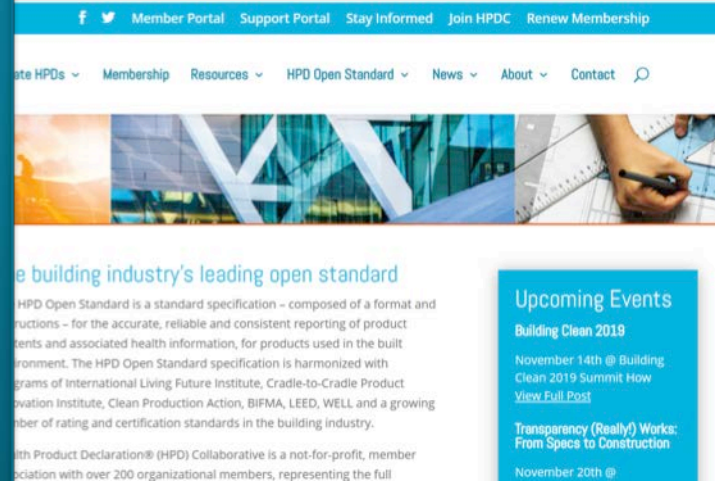 Member Portal Support Portal Stay Informed Join HPDC Renew Membership
ate HPDs Membership Resources HPD Open Standard News About Contact
e building industry's leading open standard
HPD Open Standard is a standard specification – composed of a format and
ructions – for the accurate, reliable and consistent reporting of product
tents and associated health information, for products used in the built
ironment. The HPD Open Standard specification is harmonized with
grams of International Living Future Institute, Cradle-to-Cradle Product
ovation Institute, Clean Production Action, BIFMA, LEED, WELL and a growing
nber of rating and certification standards in the building industry.
lth Product Declaration® (HPD) Collaborative is a not-for-profit, member
ociation with over 200 organizational members, representing the full
Upcoming Events
Building Clean 2019
November 14th @ Building
Clean 2019 Summit How
View Full Post
Transparency (Really!) Works:
From Specs to Construction
November 20th @